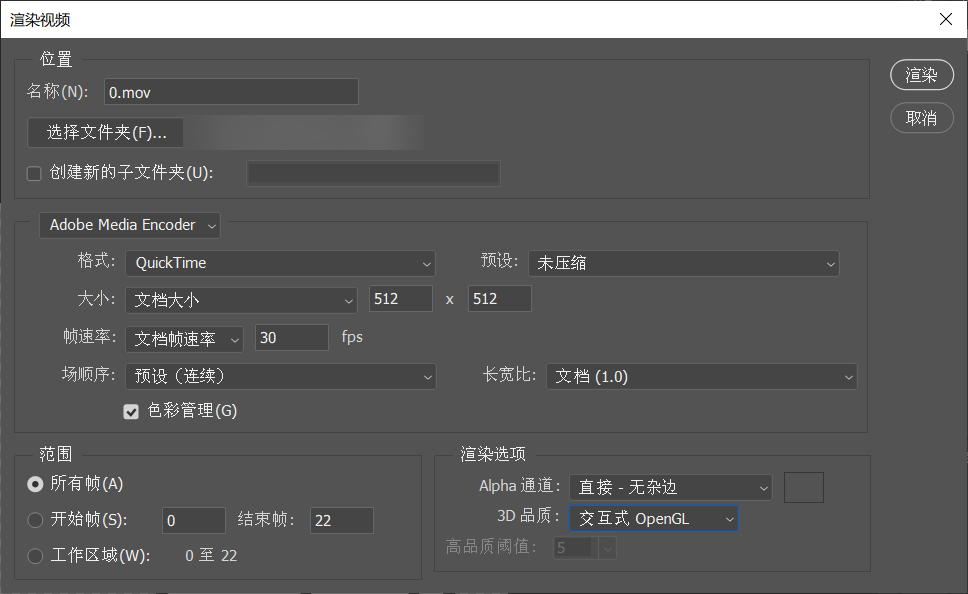 渲染视频
位置
名称(N): 0.mov
选择文件夹(F)...
创建新的子文件夹(U):
渲染
取消
Adobe Media Encoder
格式: QuickTime 预设: 未压缩
大小: 文档大小 512 x 512
帧速率: 文档帧速率 30 fps
场顺序: 预设（连续） 长宽比: 文档 (1.0)
色彩管理(G)
范围
所有帧(A)
开始帧(S): 0 结束帧: 22
工作区域(W): 0 至 22
渲染选项
Alpha 通道: 直接 - 无杂边
3D 品质: 交互式 OpenGL
高品质阈值: 5